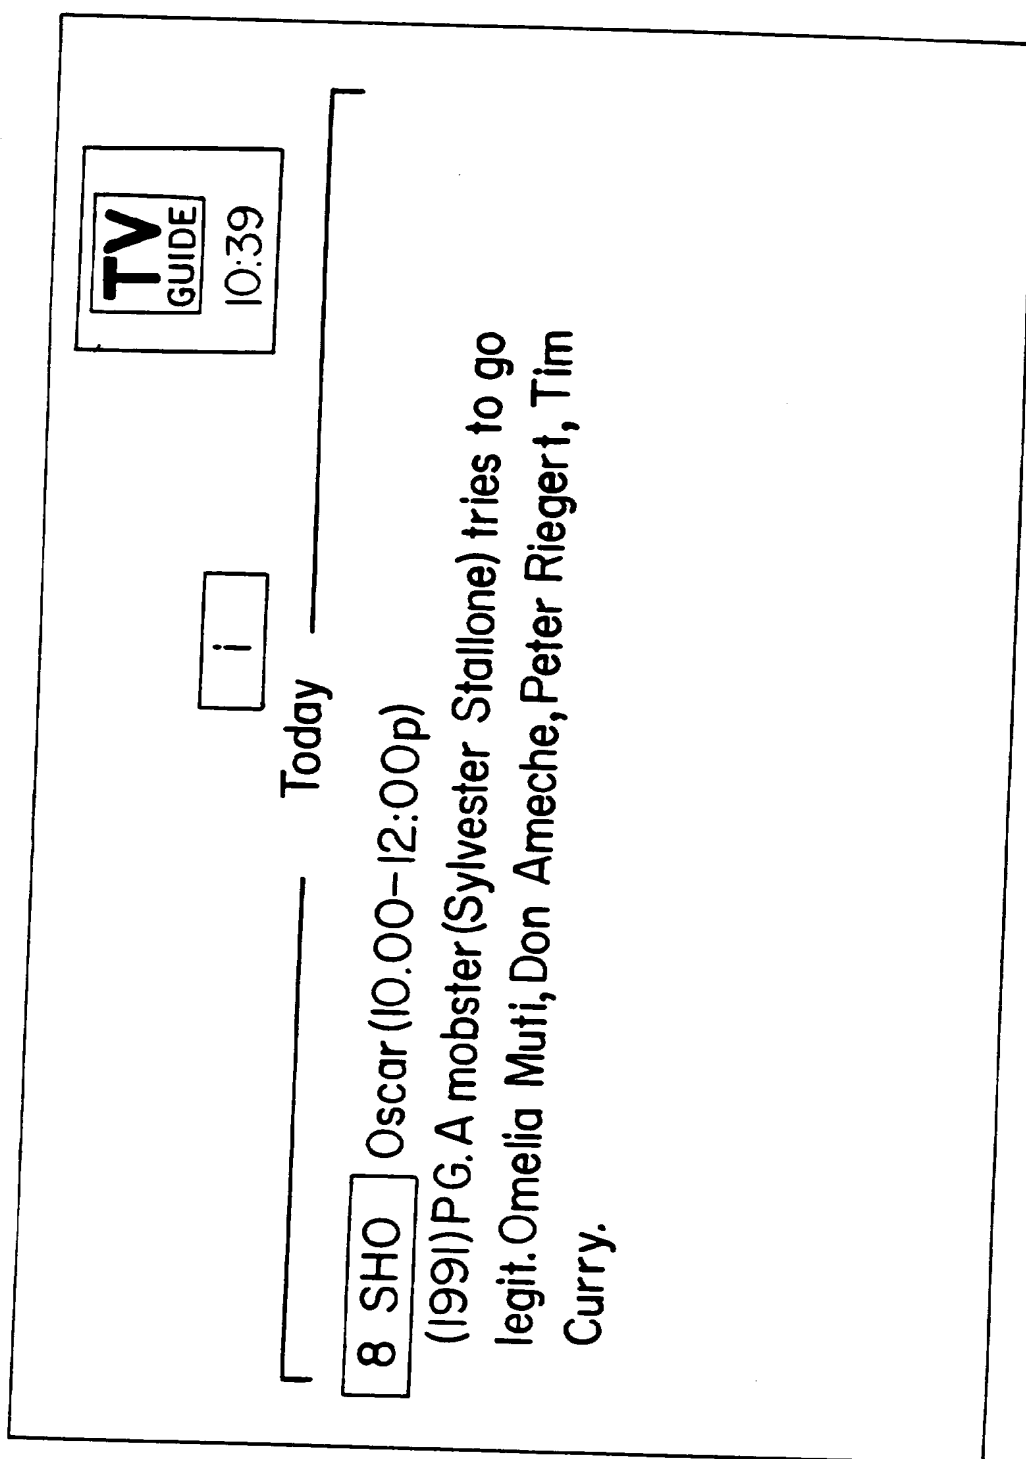 TV
GUIDE
10:39
i
Today
8 SHO Oscar (10.00-12:00p)
(1991) PG. A mobster (Sylvester Stallone) tries to go
legit. Omelia Muti, Don Ameche, Peter Riegert, Tim
Curry.